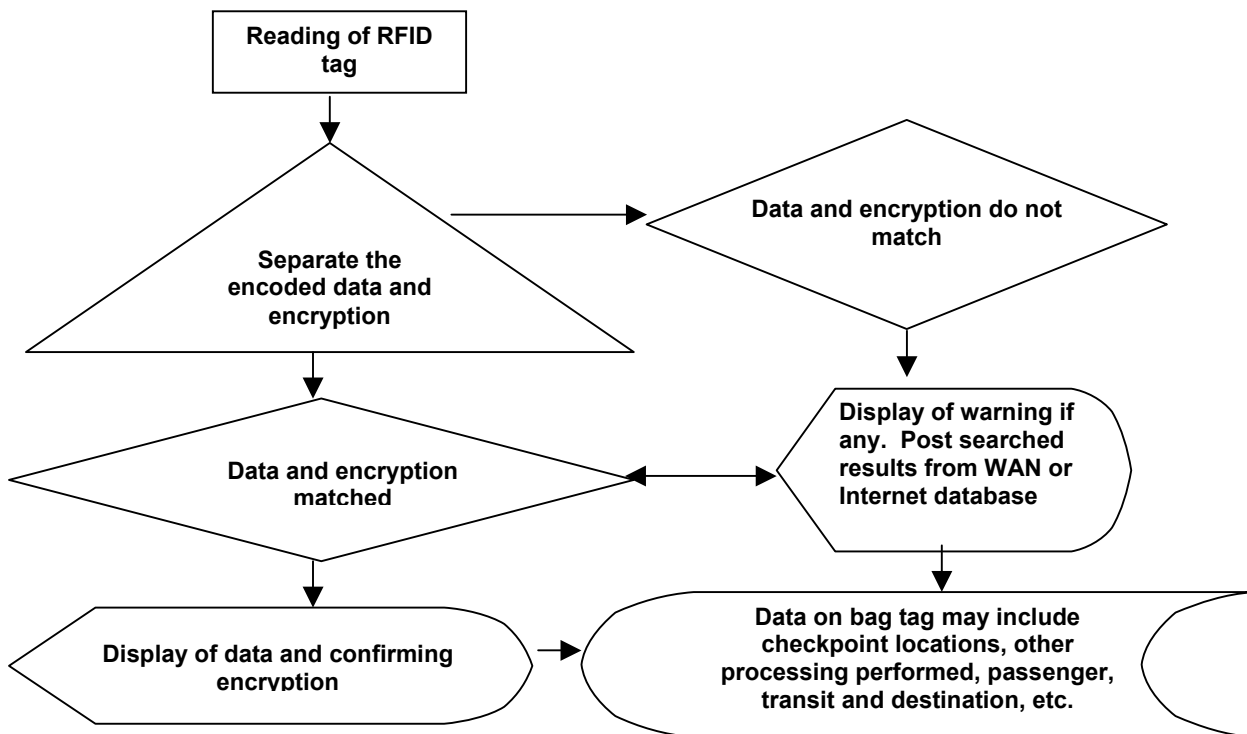 Reading of RFID
tag
Data and encryption do not
match
Separate the
encoded data and
encryption
Display of warning if
any. Post searched
results from WAN or
Internet database
Data and encryption
matched
Data on bag tag may include
checkpoint locations, other
processing performed, passenger,
transit and destination, etc.
Display of data and confirming
encryption